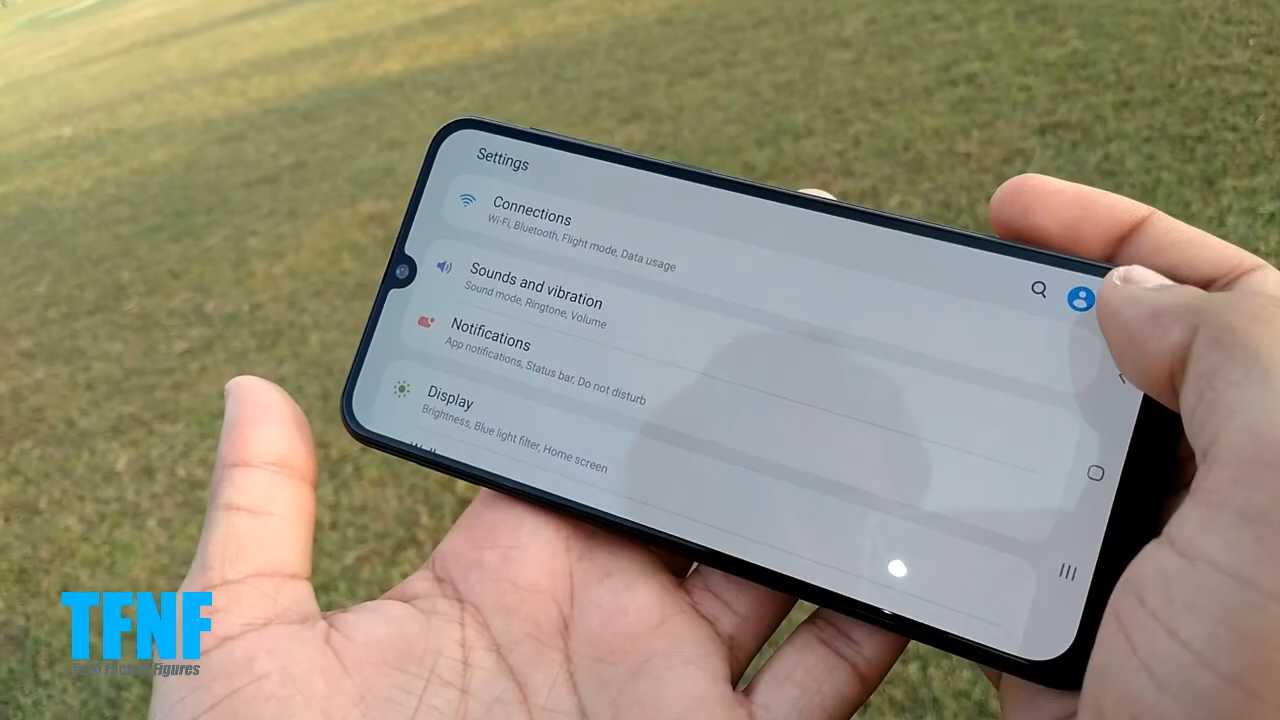 Settings
Connections
Wi-Fi, Bluetooth, Flight mode, Data usage
Sounds and vibration
Sound mode, Ringtone, Volume
Notifications
App notifications, Status bar, Do not disturb
Display
Brightness, Blue light filter, Home screen
TFNF
Figures